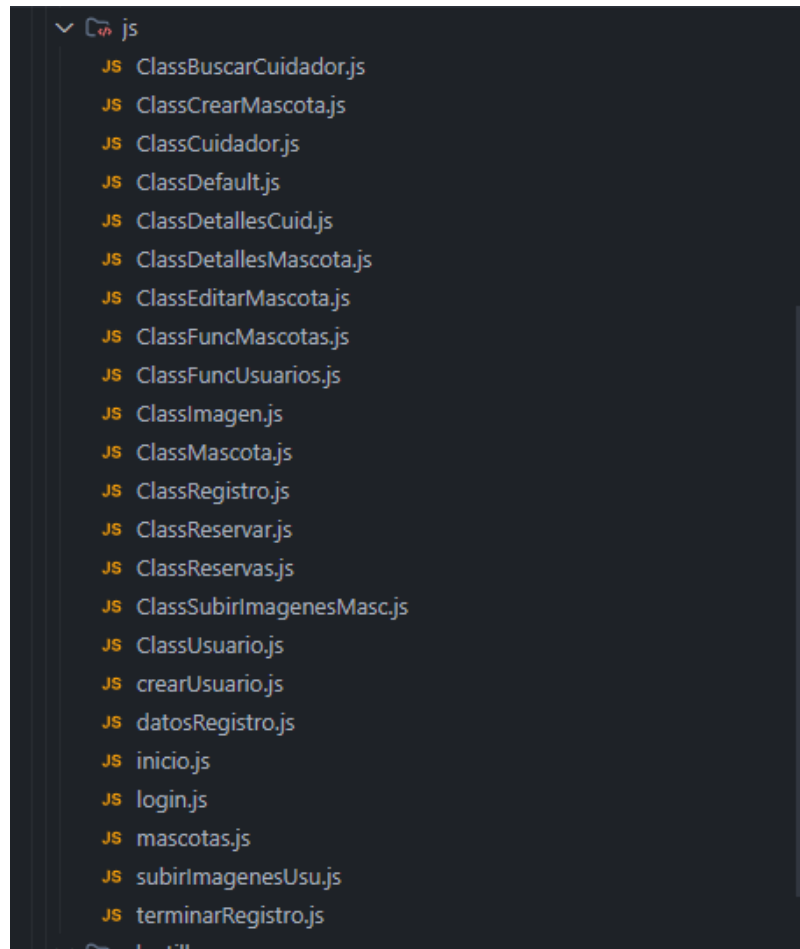 js
JS ClassBuscarCuidador.js
JS ClassCrearMascota.js
JS ClassCuidador.js
JS ClassDefault.js
JS ClassDetallesCuid.js
JS ClassDetallesMascota.js
JS ClassEditarMascota.js
JS ClassFuncMascotas.js
JS ClassFuncUsuarios.js
JS ClassImagen.js
JS ClassMascota.js
JS ClassRegistro.js
JS ClassReservar.js
JS ClassReservas.js
JS ClassSubirImagenesMasc.js
JS ClassUsuario.js
JS crearUsuario.js
JS datosRegistro.js
JS inicio.js
JS login.js
JS mascotas.js
JS subirImagenesUsu.js
JS terminarRegistro.js